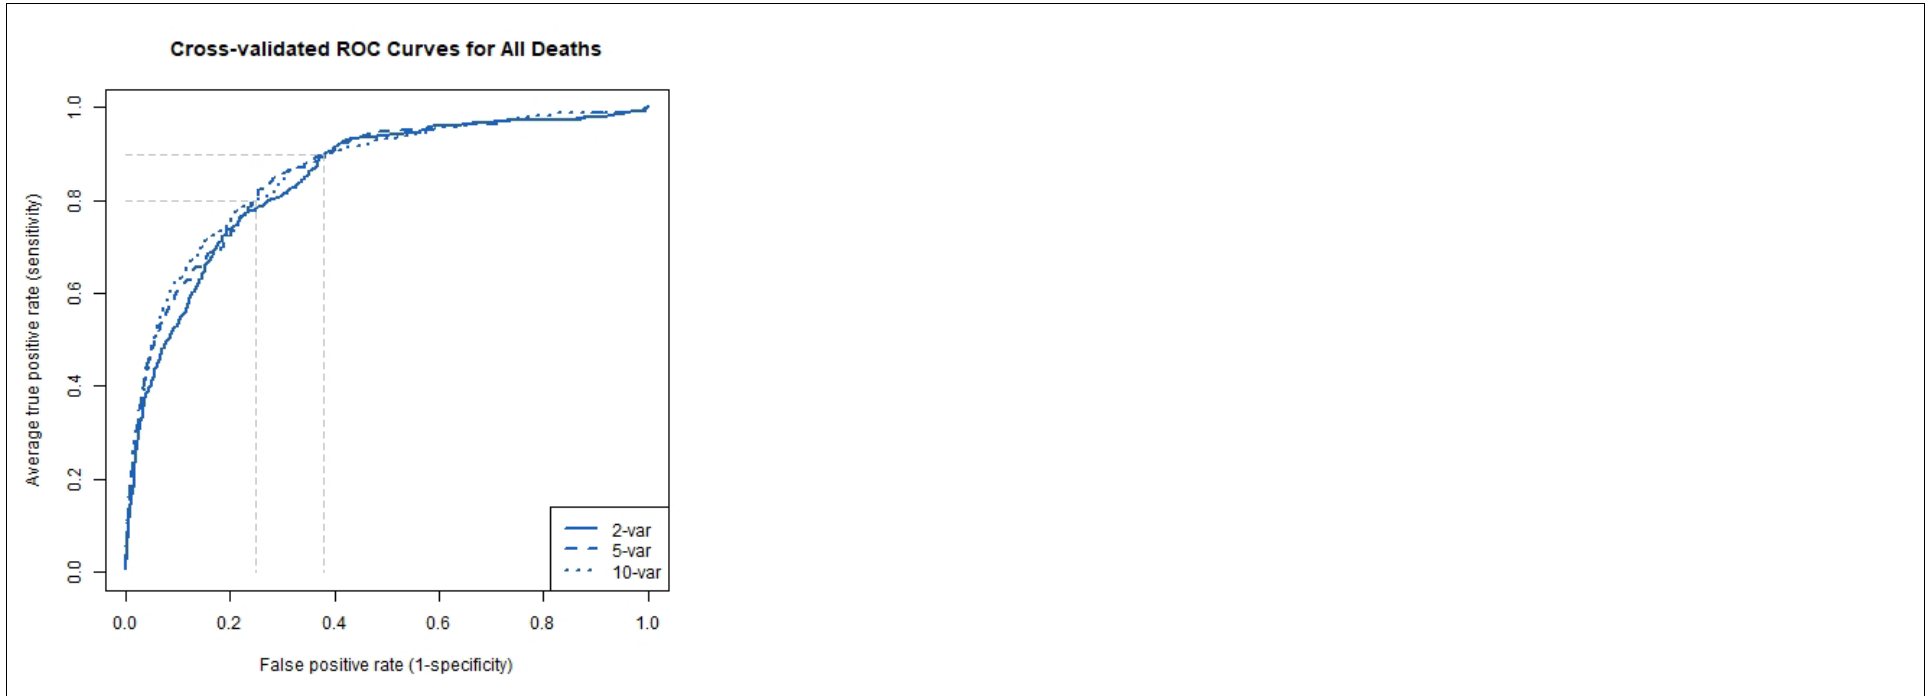 Cross-validated ROC Curves for All Deaths
Average true positive rate (sensitivity)
1.0
0.8
0.6
0.4
0.2
0.0
2-var
5-var
10-var
0.0 0.2 0.4 0.6 0.8 1.0
False positive rate (1-specificity)